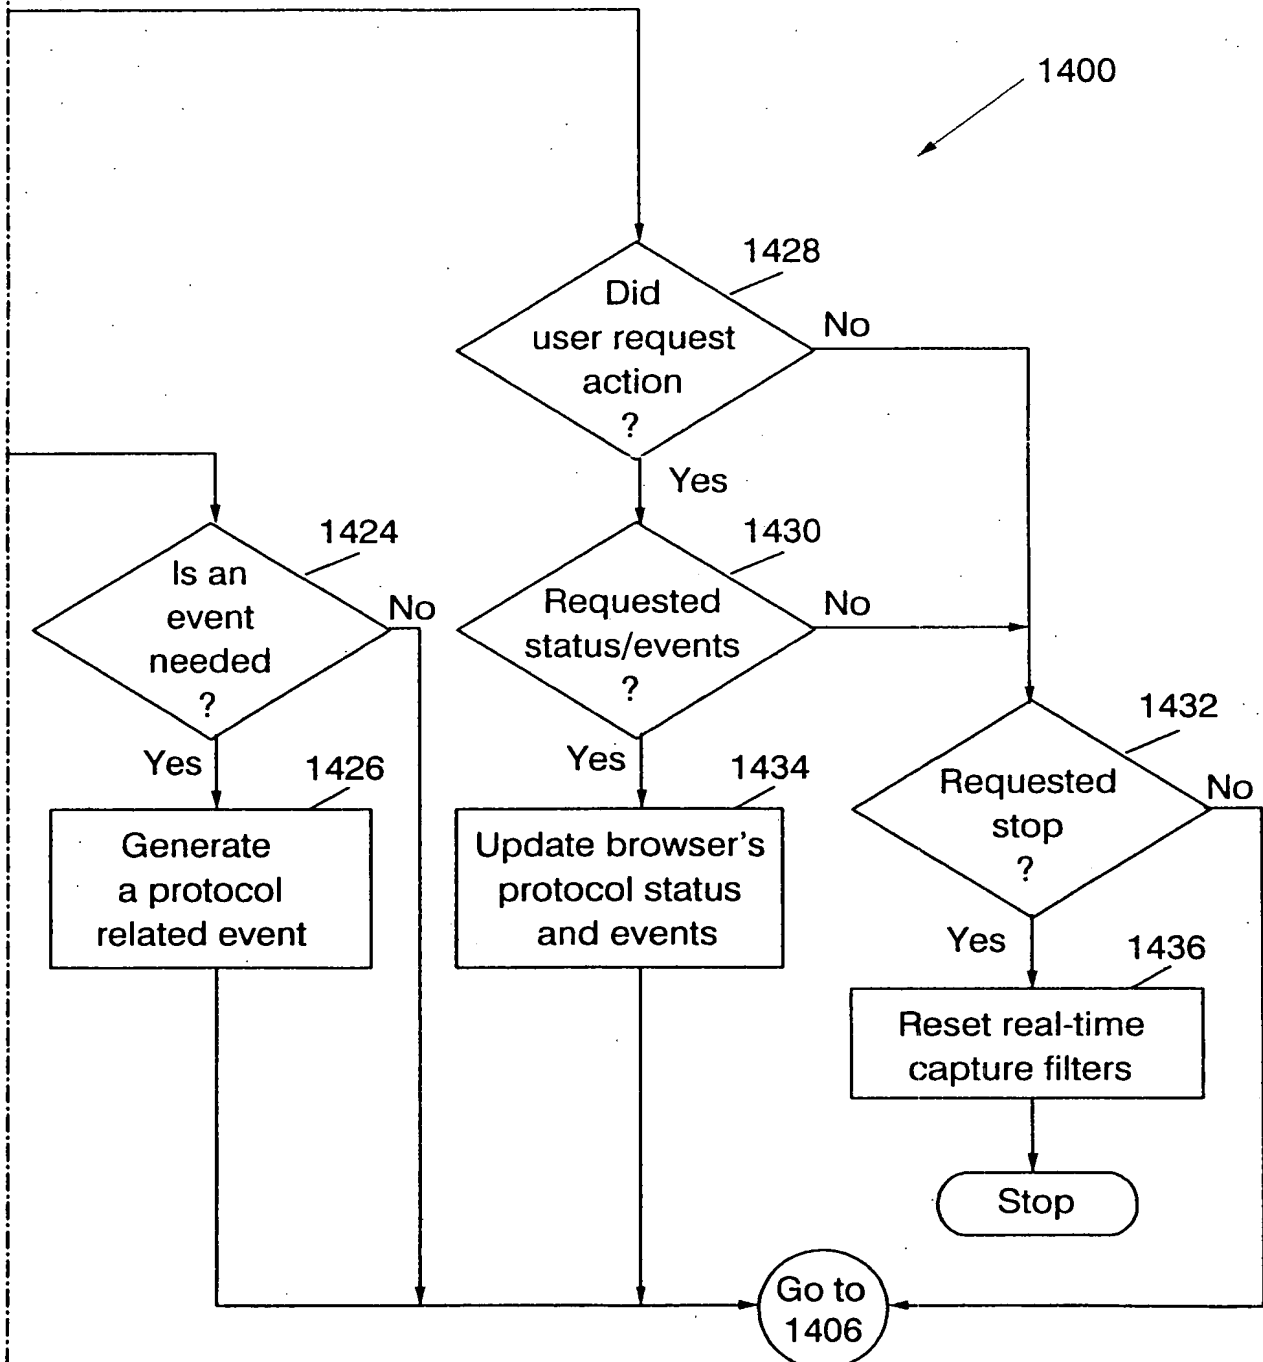 1400
1428
Did
user request
action
?
No
Yes
1424
Is an
event
needed
?
No
Yes
1430
Requested
status/events
?
No
Yes
1432
Requested
stop
?
No
Yes
1426
Generate
a protocol
related event
1434
Update browser's
protocol status
and events
1436
Reset real-time
capture filters
Stop
Go to
1406